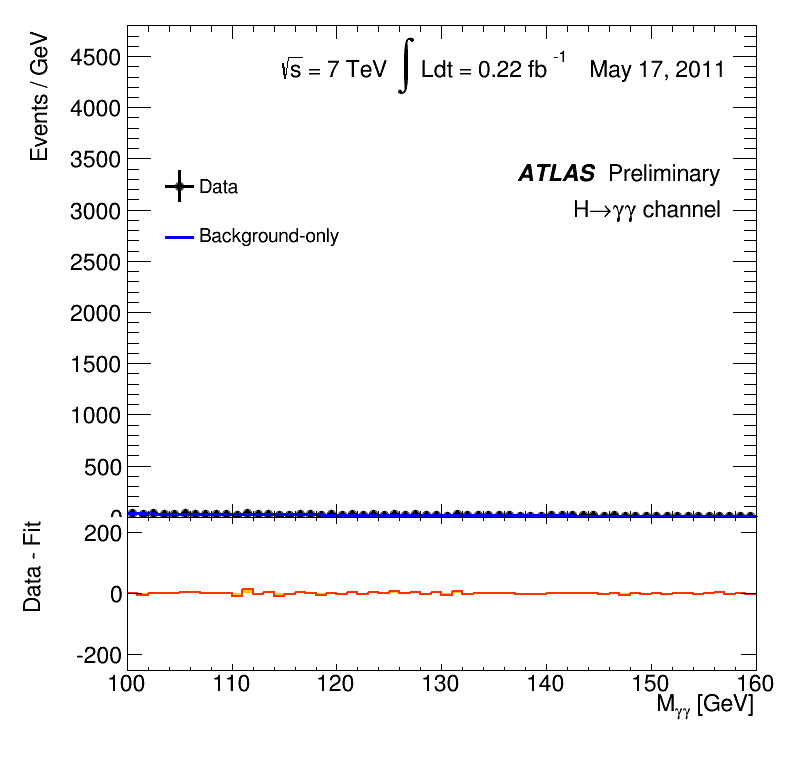 Events / GeV
4500
4000
3500
3000
2500
2000
1500
1000
500
0
√s = 7 TeV ∫ Ldt = 0.22 fb -1 May 17, 2011
ATLAS Preliminary
H→γγ channel
Data
Background-only
Data - Fit
200
0
-200
100 110 120 130 140 150 160
Mγγ [GeV]